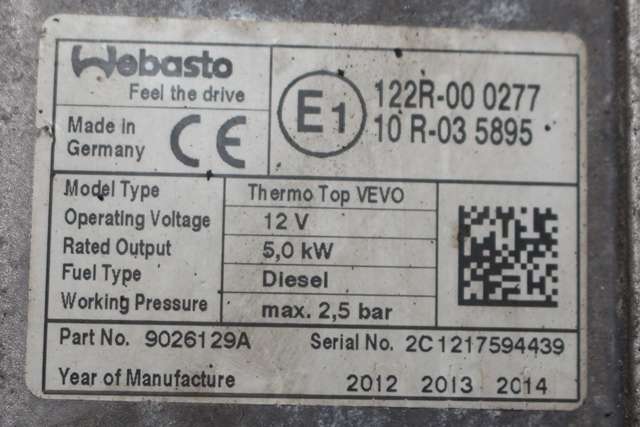 Webasto
Feel the drive
Made in
Germany
CE
E1
122R-00 0277
10 R-03 5895
Model Type Thermo Top VEVO
Operating Voltage 12 V
Rated Output 5,0 kW
Fuel Type Diesel
Working Pressure max. 2,5 bar
Part No. 9026129A Serial No. 2C1217594439
Year of Manufacture 2012 2013 2014